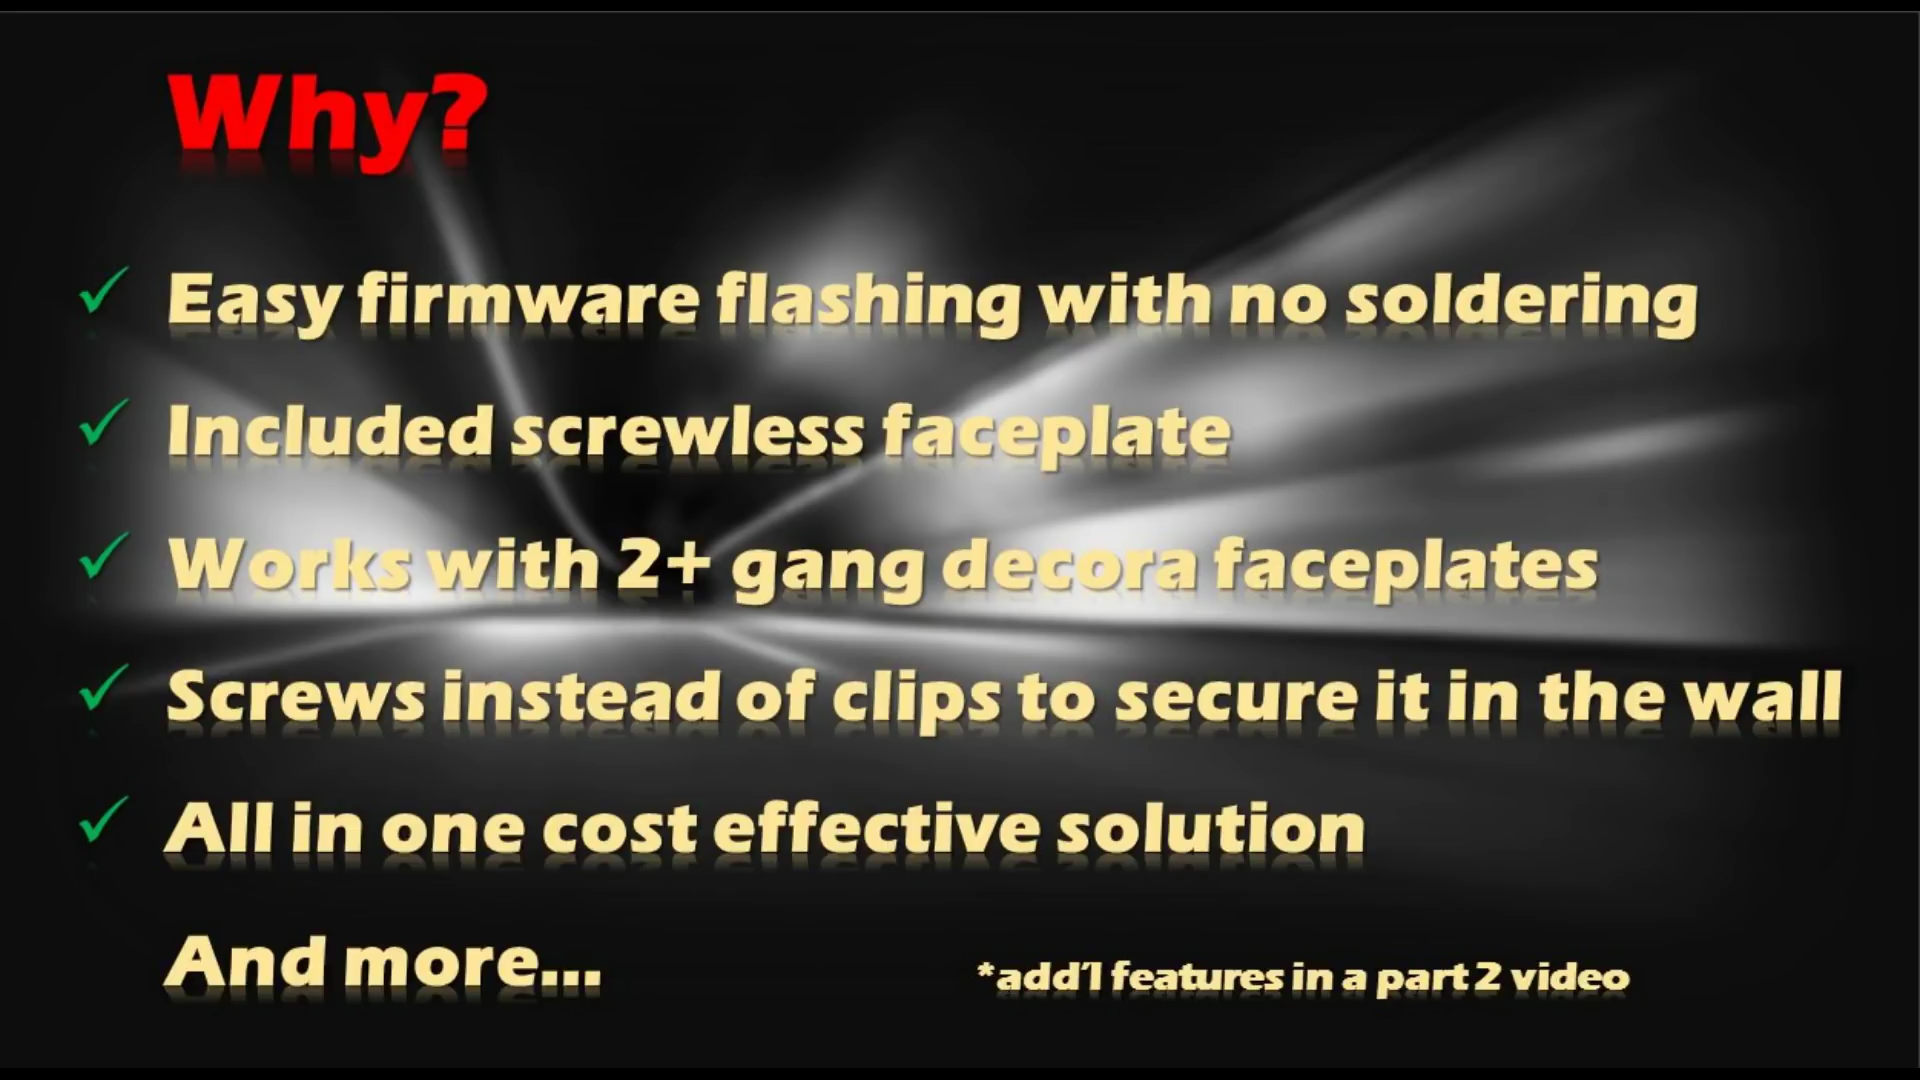 Why?
Easy firmware flashing with no soldering
Included screwless faceplate
Works with 2+ gang decora faceplates
Screws instead of clips to secure it in the wall
All in one cost effective solution
And more...
*add'l features in a part 2 video